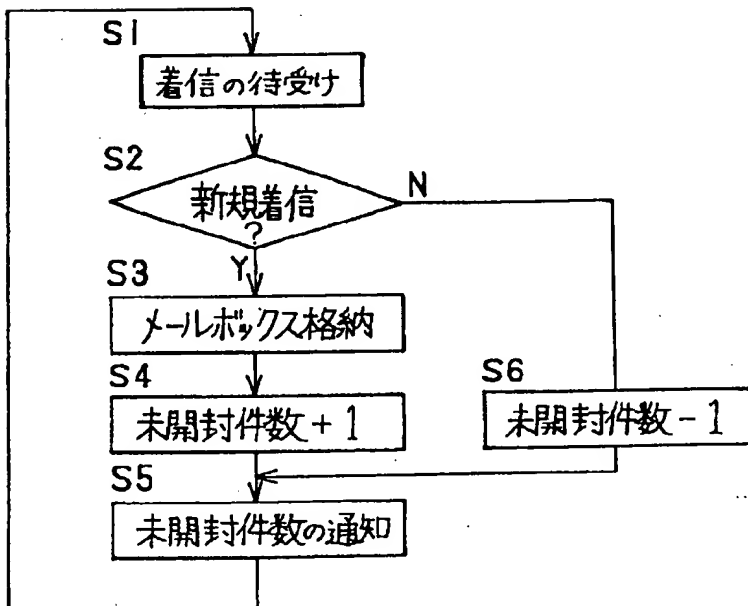 S1
着信の待受け
S2
新規着信
?
N
Y
S3
メールボックス格納
S4
未開封件数+1
S6
未開封件数-1
S5
未開封件数の通知